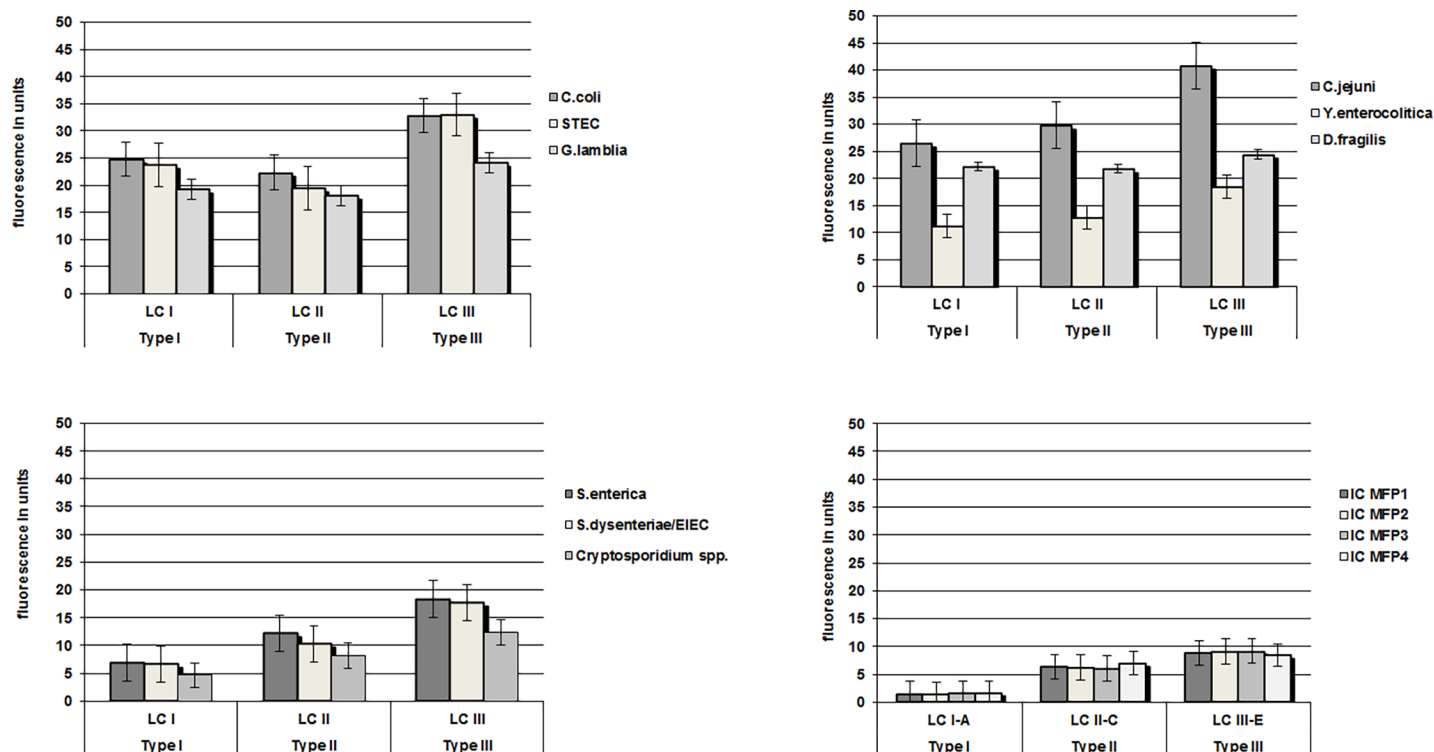 fluorescence in units
50
45
40
35
30
25
20
15
10
5
0
LC I
LC II
LC III
Type I
Type II
Type III
C.coli
STEC
G.lamblia
fluorescence in units
50
45
40
35
30
25
20
15
10
5
0
LC I
LC II
LC III
Type I
Type II
Type III
C.jejuni
Y.enterocolitica
D.fragilis
fluorescence in units
50
45
40
35
30
25
20
15
10
5
0
LC I
LC II
LC III
Type I
Type II
Type III
S.enterica
S.dysenteriae/EIEC
Cryptosporidium spp.
fluorescence in units
50
45
40
35
30
25
20
15
10
5
0
LC I-A
LC II-C
LC III-E
Type I
Type II
Type III
IC MFP1
IC MFP2
IC MFP3
IC MFP4